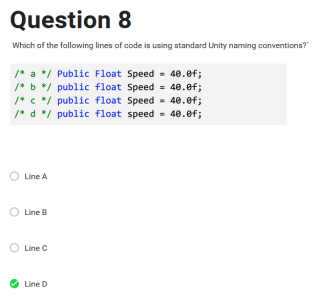 Question 8
Which of the following lines of code is using standard Unity naming conventions?`
/* a */ Public Float Speed = 40.0f;
/* b */ public Float Speed = 40.0f;
/* c */ Public float Speed = 40.0f;
/* d */ public float Speed = 40.0f;
Line A
Line B
Line C
Line D